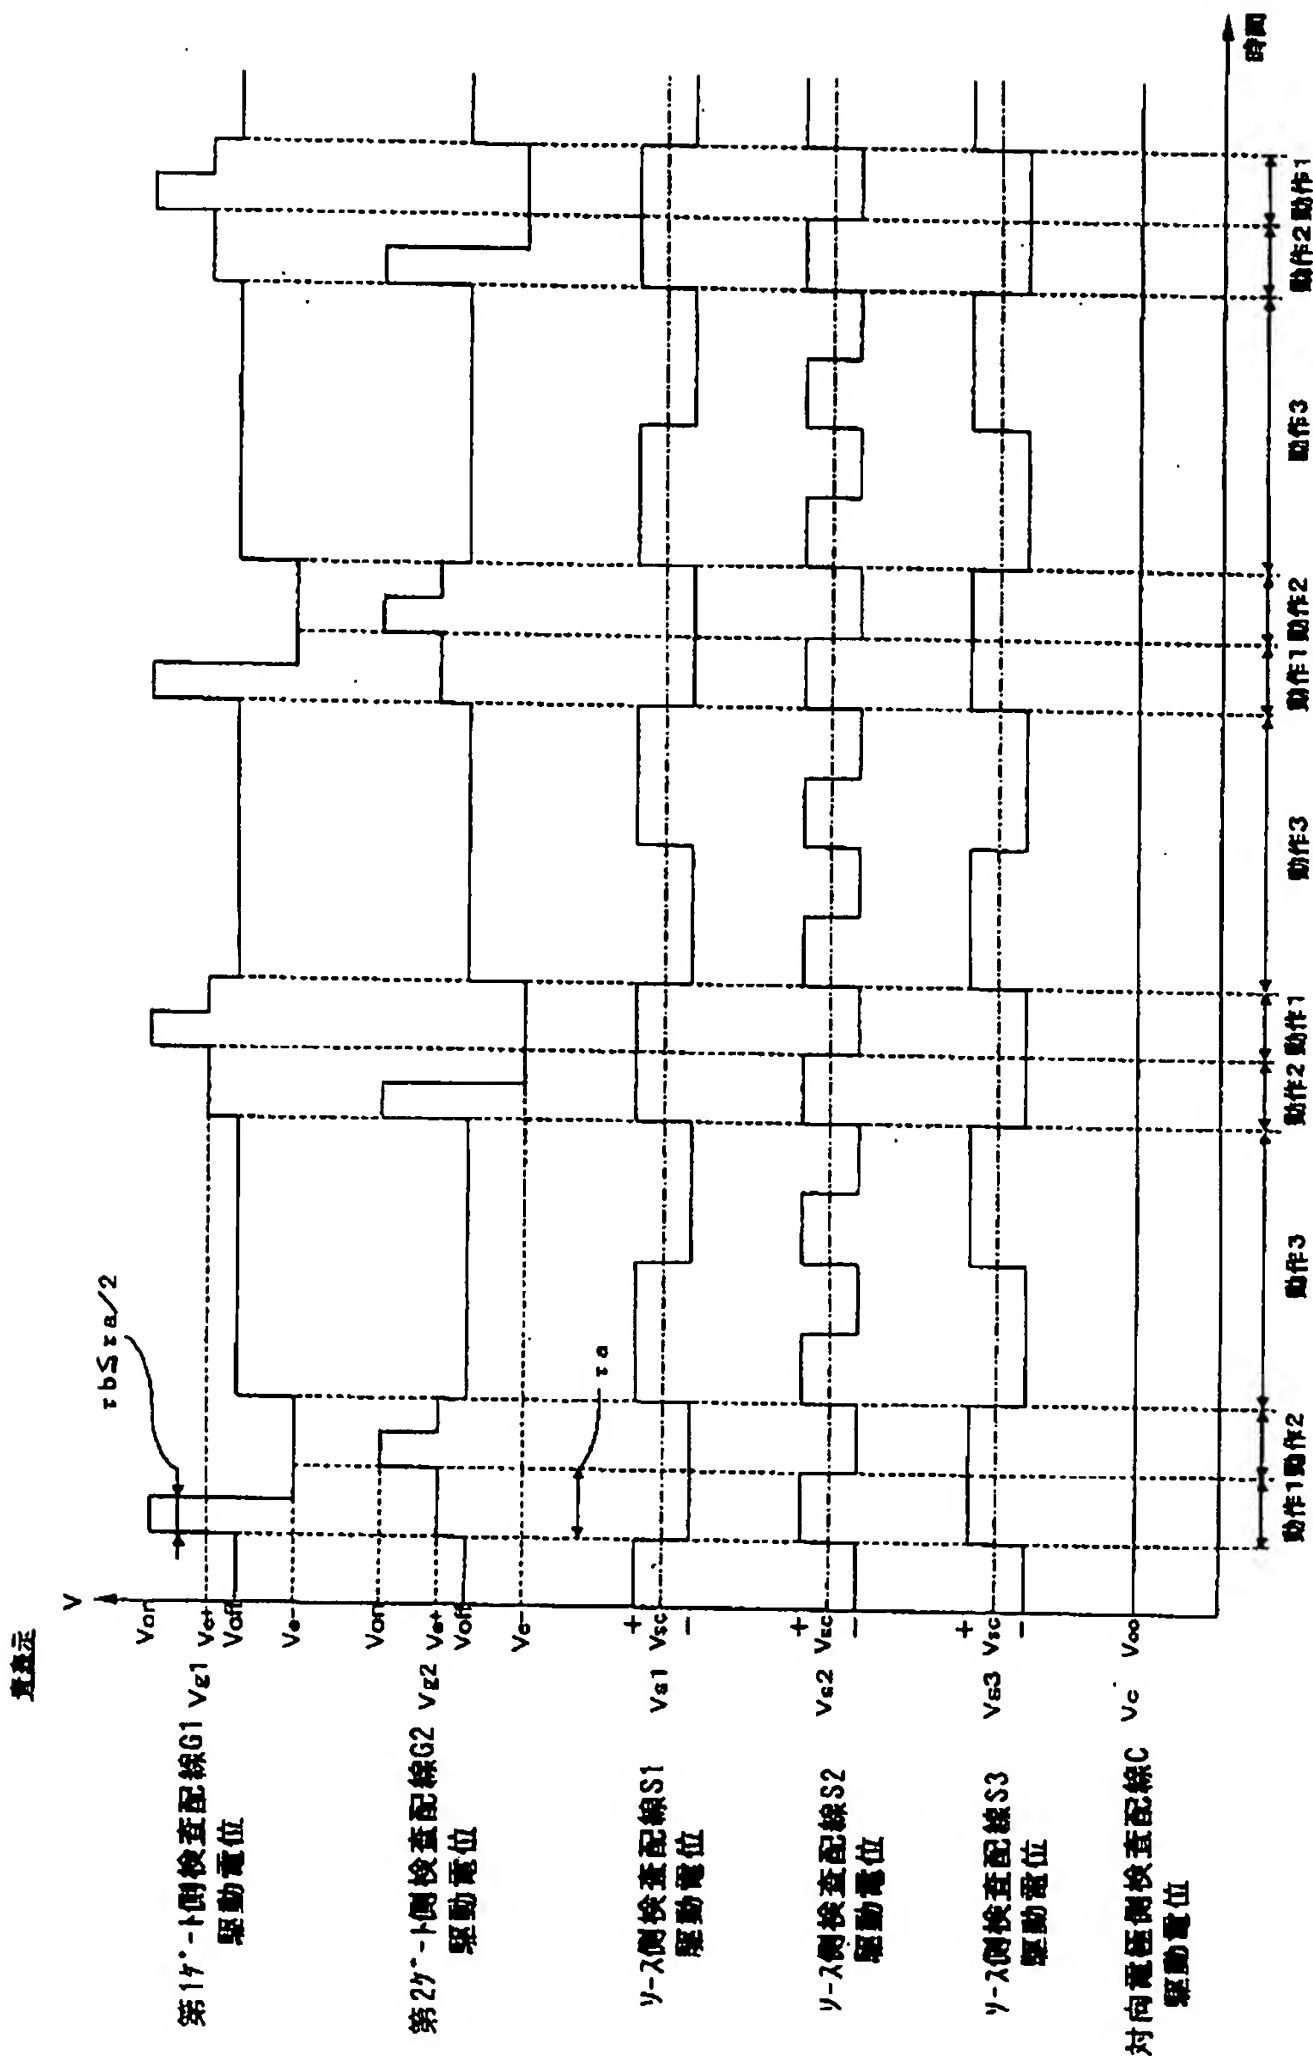 青表示
V
τb≦τa/2
τa
第1ゲート側検査配線G1
駆動電位
Vg1
Von
Ve+
Voff
Ve-
第2ゲート側検査配線G2
駆動電位
Vg2
Von
Ve+
Voff
Ve-
ソース側検査配線S1
駆動電位
Vs1
+
Vsc
-
ソース側検査配線S2
駆動電位
Vs2
+
Vsc
-
ソース側検査配線S3
駆動電位
Vs3
+
Vsc
-
対向電極側検査配線C
駆動電位
Vc
Vco
動作1 動作2 動作3 動作2 動作1 動作3 動作1 動作2 動作3 動作2 動作1
時間